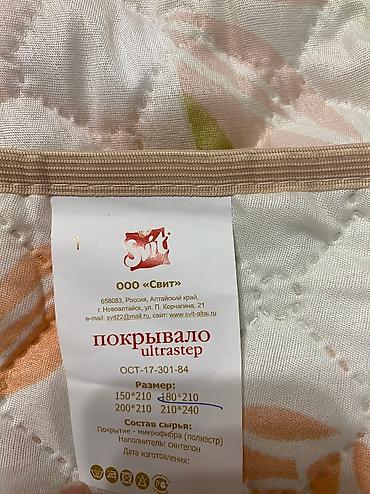 Svit
ООО «Свит»
658083, Россия, Алтайский край,
г. Новоалтайск, ул. П. Корчагина, 21
e-mail: svit22@mail.ru, сайт: www.svit-altai.ru
покрывало
ultrastep
ОСТ-17-301-84
Размер:
150*210 180*210
200*210 210*240
Состав сырья:
Покрытие - микрофибра (полиэстр)
Наполнитель: синтепон
Дата изготовления: